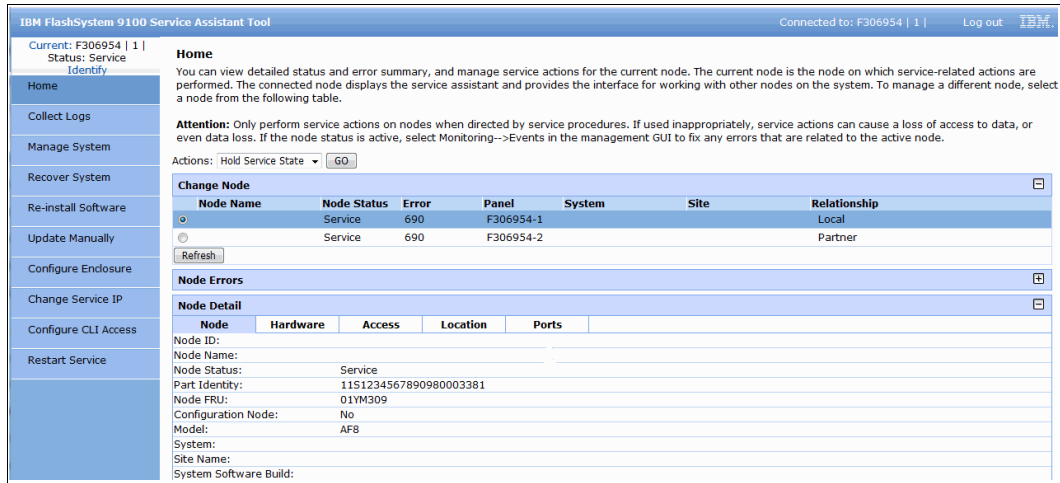 IBM FlashSystem 9100 Service Assistant Tool
Connected to: F306954 | 1 |
Log out
IBM.
Current: F306954 | 1 |
Status: Service
Identify
Home
Collect Logs
Manage System
Recover System
Re-install Software
Update Manually
Configure Enclosure
Change Service IP
Configure CLI Access
Restart Service
Home
You can view detailed status and error summary, and manage service actions for the current node. The current node is the node on which service-related actions are
performed. The connected node displays the service assistant and provides the interface for working with other nodes on the system. To manage a different node, select
a node from the following table.
Attention: Only perform service actions on nodes when directed by service procedures. If used inappropriately, service actions can cause a loss of access to data, or
even data loss. If the node status is active, select Monitoring-->Events in the management GUI to fix any errors that are related to the active node.
Actions: Hold Service State GO
Change Node
Node Name Node Status Error Panel System Site Relationship
Service 690 F306954-1 Local
Service 690 F306954-2 Partner
Refresh
Node Errors
Node Detail
Node Hardware Access Location Ports
Node ID:
Node Name:
Node Status: Service
Part Identity: 11S1234567890980003381
Node FRU: 01YM309
Configuration Node: No
Model: AF8
System:
Site Name:
System Software Build: